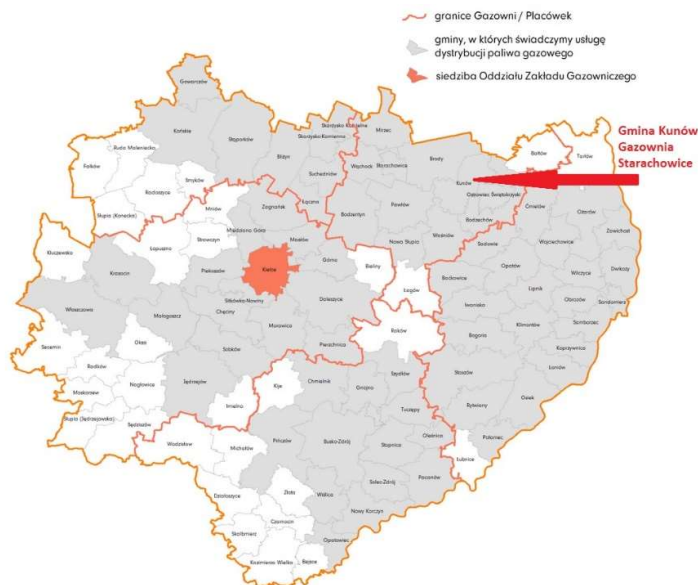 granice Gazowni / Placówek
gminy, w których świadczymy usługę
dystrybucji paliwa gazowego
siedziba Oddziału Zakładu Gazowniczego
Gmina Kunów
Gazownia
Starachowice
Gowarczów
Końskie
Stąporków
Skarżysko Kościelne
Skarżysko-Kamienna
Mirzec
Ruda Maleniecka
Fałków
Bliżyn
Wąchock
Starachowice
Brody
Bałtów
Tarłów
Smyków
Radoszyce
Suchedniów
Kunów
Ostrowiec Świętokrzyski
Słupia (Konecka)
Mniów
Zagnańsk
Łączna
Bodzentyn
Pawłów
Bodzechów
Ćmielów
Ożarów
Kluczewsko
Łopuszno
Strawczyn
Miedziana Góra
Masłów
Nowa Słupia
Waśniów
Sadowie
Wojciechowice
Zawichost
Krasocin
Piekoszów
Kielce
Górno
Bieliny
Łagów
Baćkowice
Opatów
Lipnik
Wilczyce
Dwikozy
Włoszczowa
Małogoszcz
Chęciny
Sitkówka-Nowiny
Daleszyce
Iwaniska
Obrazów
Sandomierz
Secemin
Oksa
Sobków
Morawica
Pierzchnica
Raków
Bogoria
Klimontów
Samborzec
Koprzywnica
Radków
Nagłowice
Jędrzejów
Imielno
Kije
Chmielnik
Gnojno
Szydłów
Staszów
Łoniów
Moskorzew
Słupia (Jędrzejowska)
Sędziszów
Tuczępy
Rytwiany
Osiek
Wodzisław
Michałów
Pińczów
Busko-Zdrój
Stopnica
Oleśnica
Połaniec
Łubnice
Działoszyce
Złota
Wiślica
Solec-Zdrój
Pacanów
Skalbmierz
Czarnocin
Nowy Korczyn
Kazimierza Wielka
Bejsce
Opatowiec